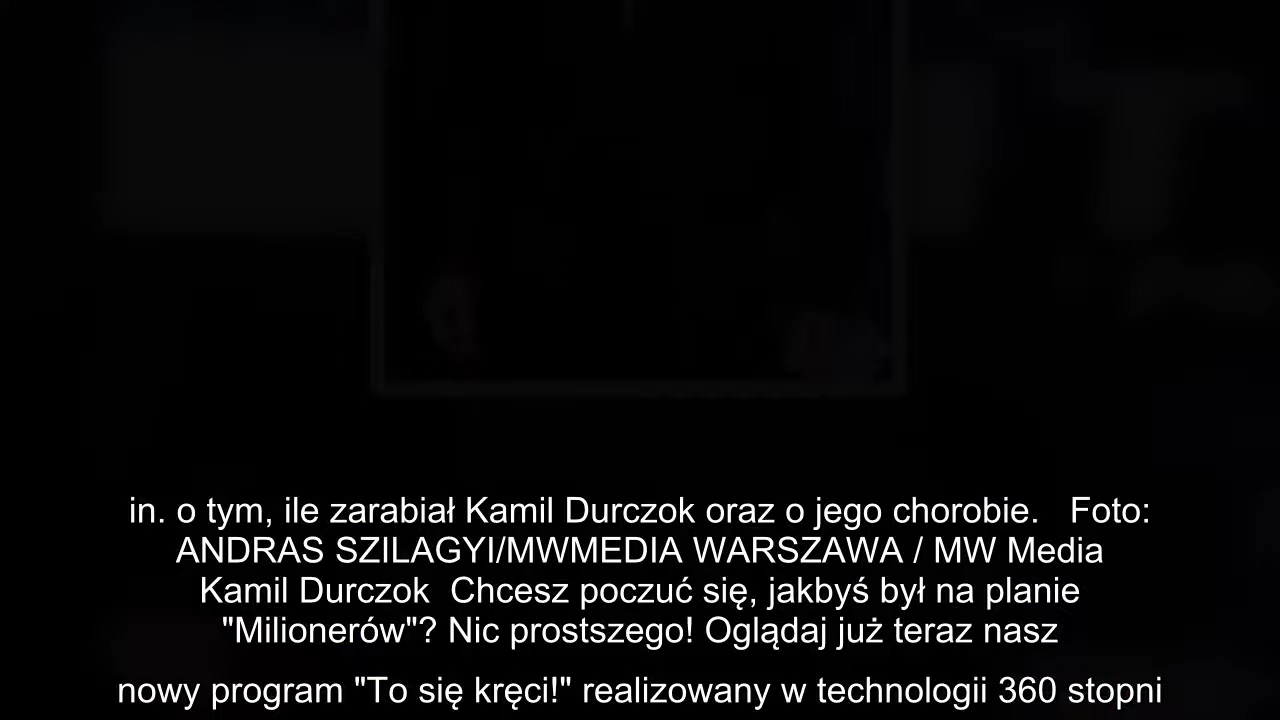 in. o tym, ile zarabiał Kamil Durczok oraz o jego chorobie.   Foto:
ANDRAS SZILAGYI/MWMEDIA WARSZAWA / MW Media
Kamil Durczok  Chcesz poczuć się, jakbyś był na planie
"Milionerów"? Nic prostszego! Oglądaj już teraz nasz
nowy program "To się kręci!" realizowany w technologii 360 stopni